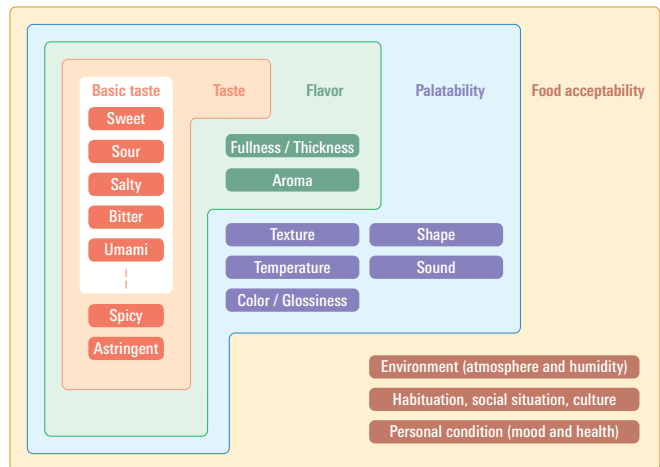 Basic taste
Taste
Flavor
Palatability
Food acceptability
Sweet
Sour
Salty
Bitter
Umami
Spicy
Astringent
Fullness / Thickness
Aroma
Texture
Shape
Temperature
Sound
Color / Glossiness
Environment (atmosphere and humidity)
Habituation, social situation, culture
Personal condition (mood and health)